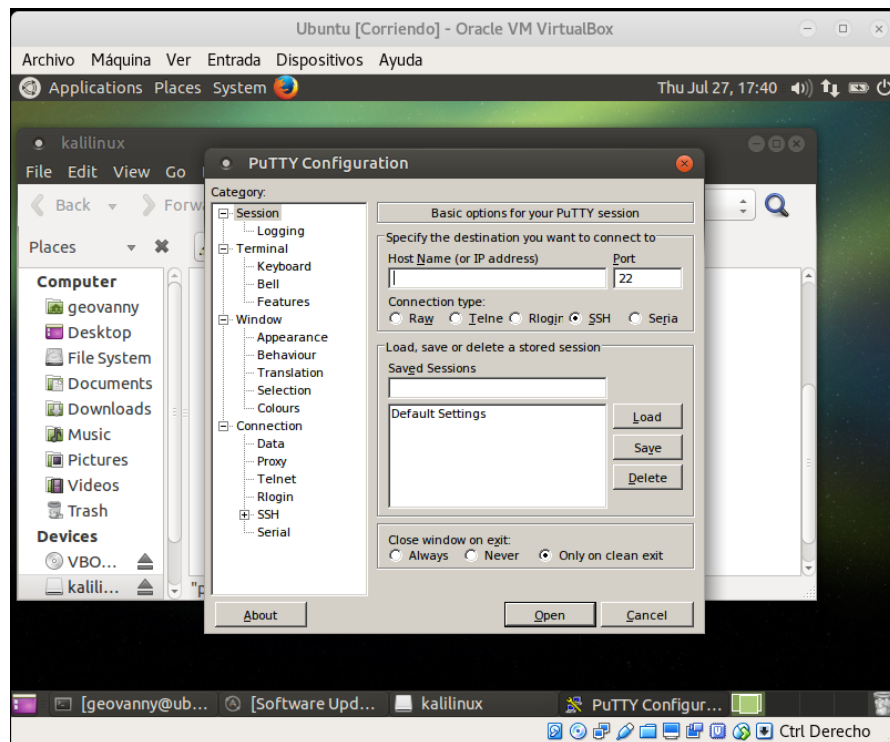 Ubuntu [Corriendo] - Oracle VM VirtualBox
Archivo Máquina Ver Entrada Dispositivos Ayuda
Applications Places System Thu Jul 27, 17:40
kalilinux
File Edit View Go
Back Forw
Places
Computer
geovanny
Desktop
File System
Documents
Downloads
Music
Pictures
Videos
Trash
Devices
VBO...
kalili...
"p
PuTTY Configuration
Category:
Session
Logging
Terminal
Keyboard
Bell
Features
Window
Appearance
Behaviour
Translation
Selection
Colours
Connection
Data
Proxy
Telnet
Rlogin
SSH
Serial
Basic options for your PuTTY session
Specify the destination you want to connect to
Host Name (or IP address) Port
22
Connection type:
Raw Telne Rlogin SSH Seria
Load, save or delete a stored session
Saved Sessions
Default Settings
Load
Save
Delete
Close window on exit:
Always Never Only on clean exit
About Open Cancel
[geovanny@ub... [Software Upd... kalilinux PuTTY Configur...
Ctrl Derecho